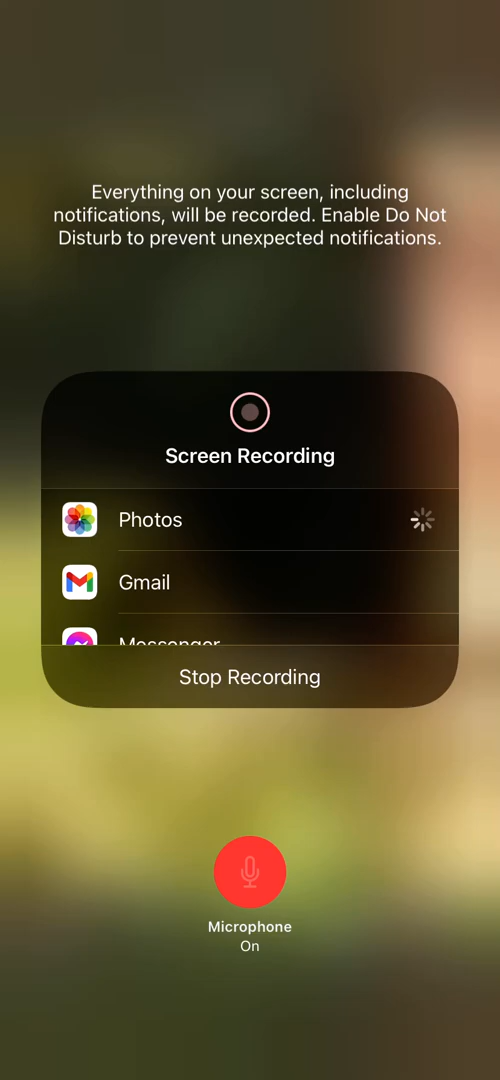 Everything on your screen, including
notifications, will be recorded. Enable Do Not
Disturb to prevent unexpected notifications.
Screen Recording
Photos
Gmail
Messenger
Stop Recording
Microphone
On